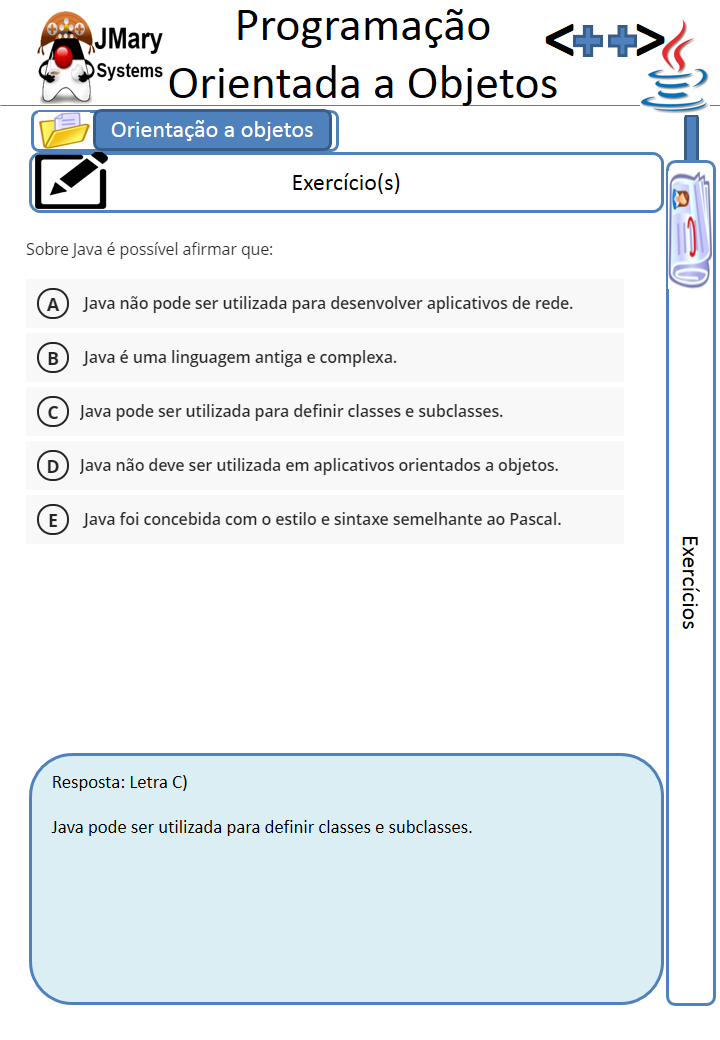 JMary
Systems
Programação
Orientada a Objetos
<++>
Orientação a objetos
Exercício(s)
Sobre Java é possível afirmar que:
A Java não pode ser utilizada para desenvolver aplicativos de rede.
B Java é uma linguagem antiga e complexa.
C Java pode ser utilizada para definir classes e subclasses.
D Java não deve ser utilizada em aplicativos orientados a objetos.
E Java foi concebida com o estilo e sintaxe semelhante ao Pascal.
Exercícios
Resposta: Letra C)
Java pode ser utilizada para definir classes e subclasses.